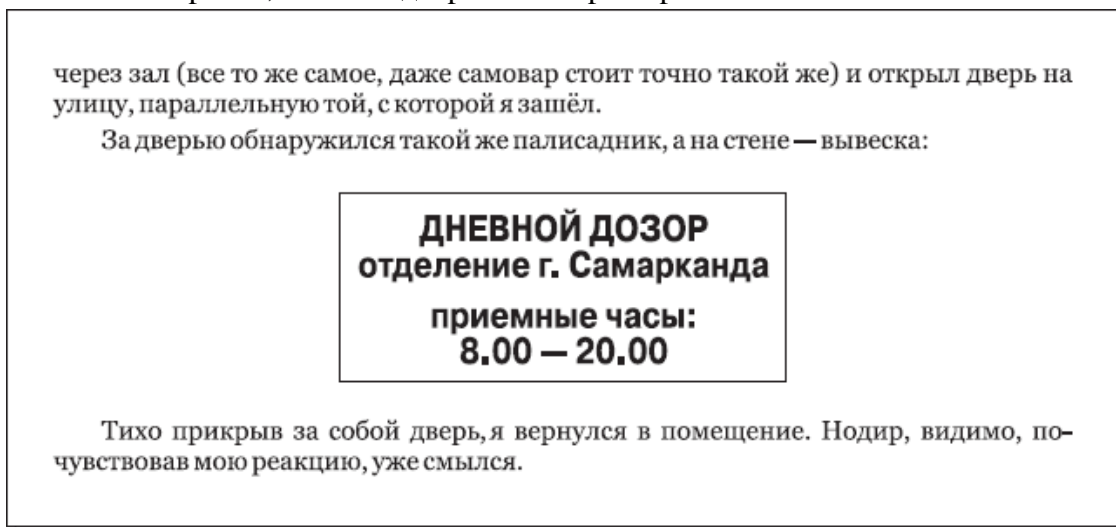 через зал (все то же самое, даже самовар стоит точно такой же) и открыл дверь на
улицу, параллельную той, с которой я зашёл.
За дверью обнаружился такой же палисадник, а на стене — вывеска:
ДНЕВНОЙ ДОЗОР
отделение г. Самарканда
приемные часы:
8.00 — 20.00
Тихо прикрыв за собой дверь, я вернулся в помещение. Нодир, видимо, по-
чувствовав мою реакцию, уже смылся.